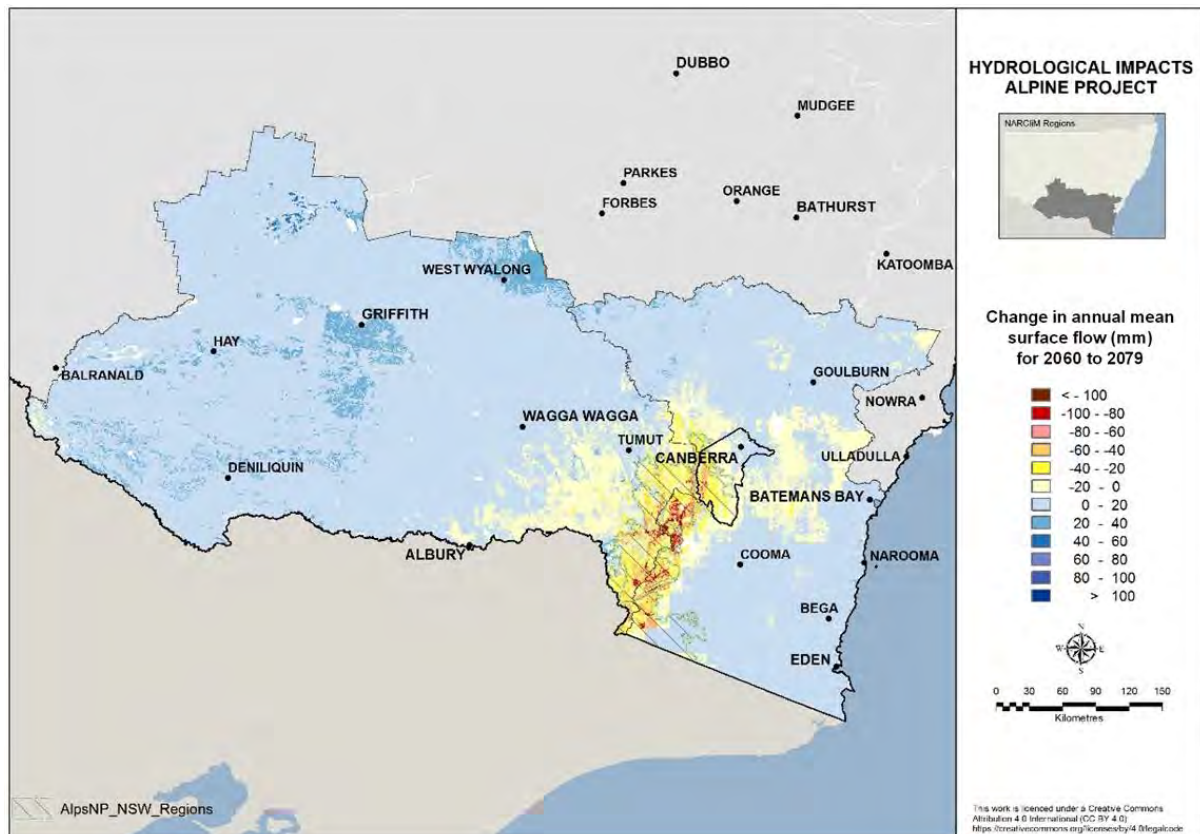 DUBBO
MUDGEE
PARKES
ORANGE
FORBES
BATHURST
KATOOMBA
WEST WYALONG
GRIFFITH
HAY
BALRANALD
GOULBURN
NOWRA
WAGGA WAGGA
TUMUT
CANBERRA
ULLADULLA
DENILIQUIN
BATEMANS BAY
ALBURY
COOMA
NAROOMA
BEGA
EDEN
AlpsNP_NSW_Regions
HYDROLOGICAL IMPACTS
ALPINE PROJECT
NARCliM Regions
Change in annual mean
surface flow (mm)
for 2060 to 2079
< - 100
-100 - -80
-80 - -60
-60 - -40
-40 - -20
-20 - 0
0 - 20
20 - 40
40 - 60
60 - 80
80 - 100
> 100
N
W E
S
0 30 60 90 120 150
Kilometres
This work is licenced under a Creative Commons
Attribution 4.0 International (CC BY 4.0)
https://creativecommons.org/licenses/by/4.0/legalcode